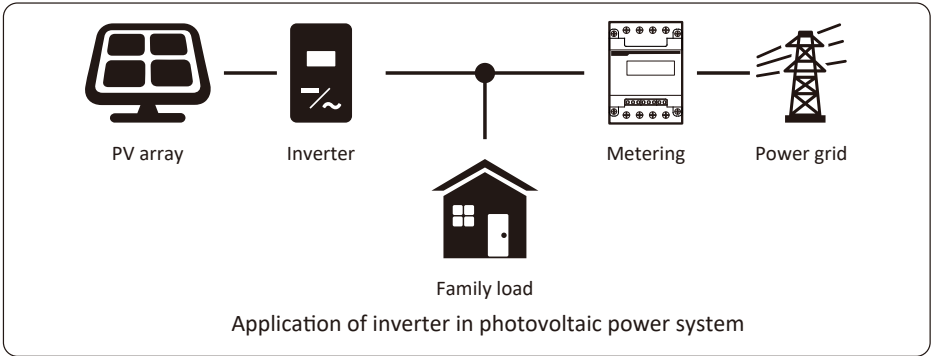 PV array
Inverter
Metering
Power grid
Family load
Application of inverter in photovoltaic power system